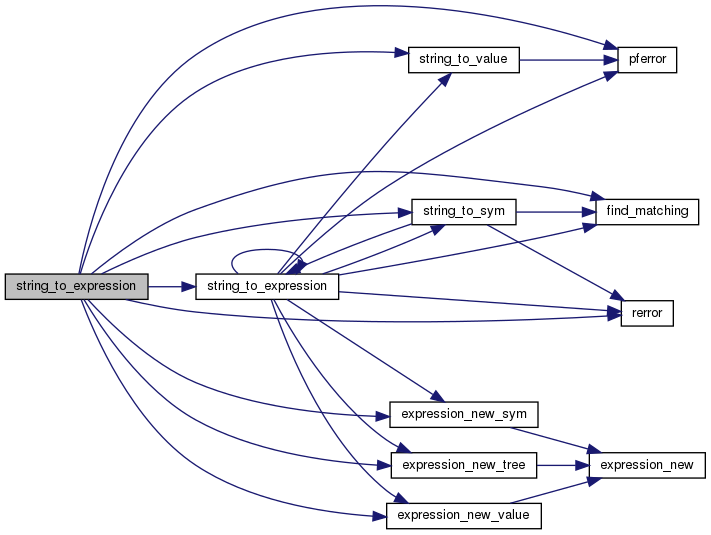 string_to_value
pferror
string_to_sym
find_matching
string_to_expression
string_to_expression
rerror
expression_new_sym
expression_new_tree
expression_new
expression_new_value